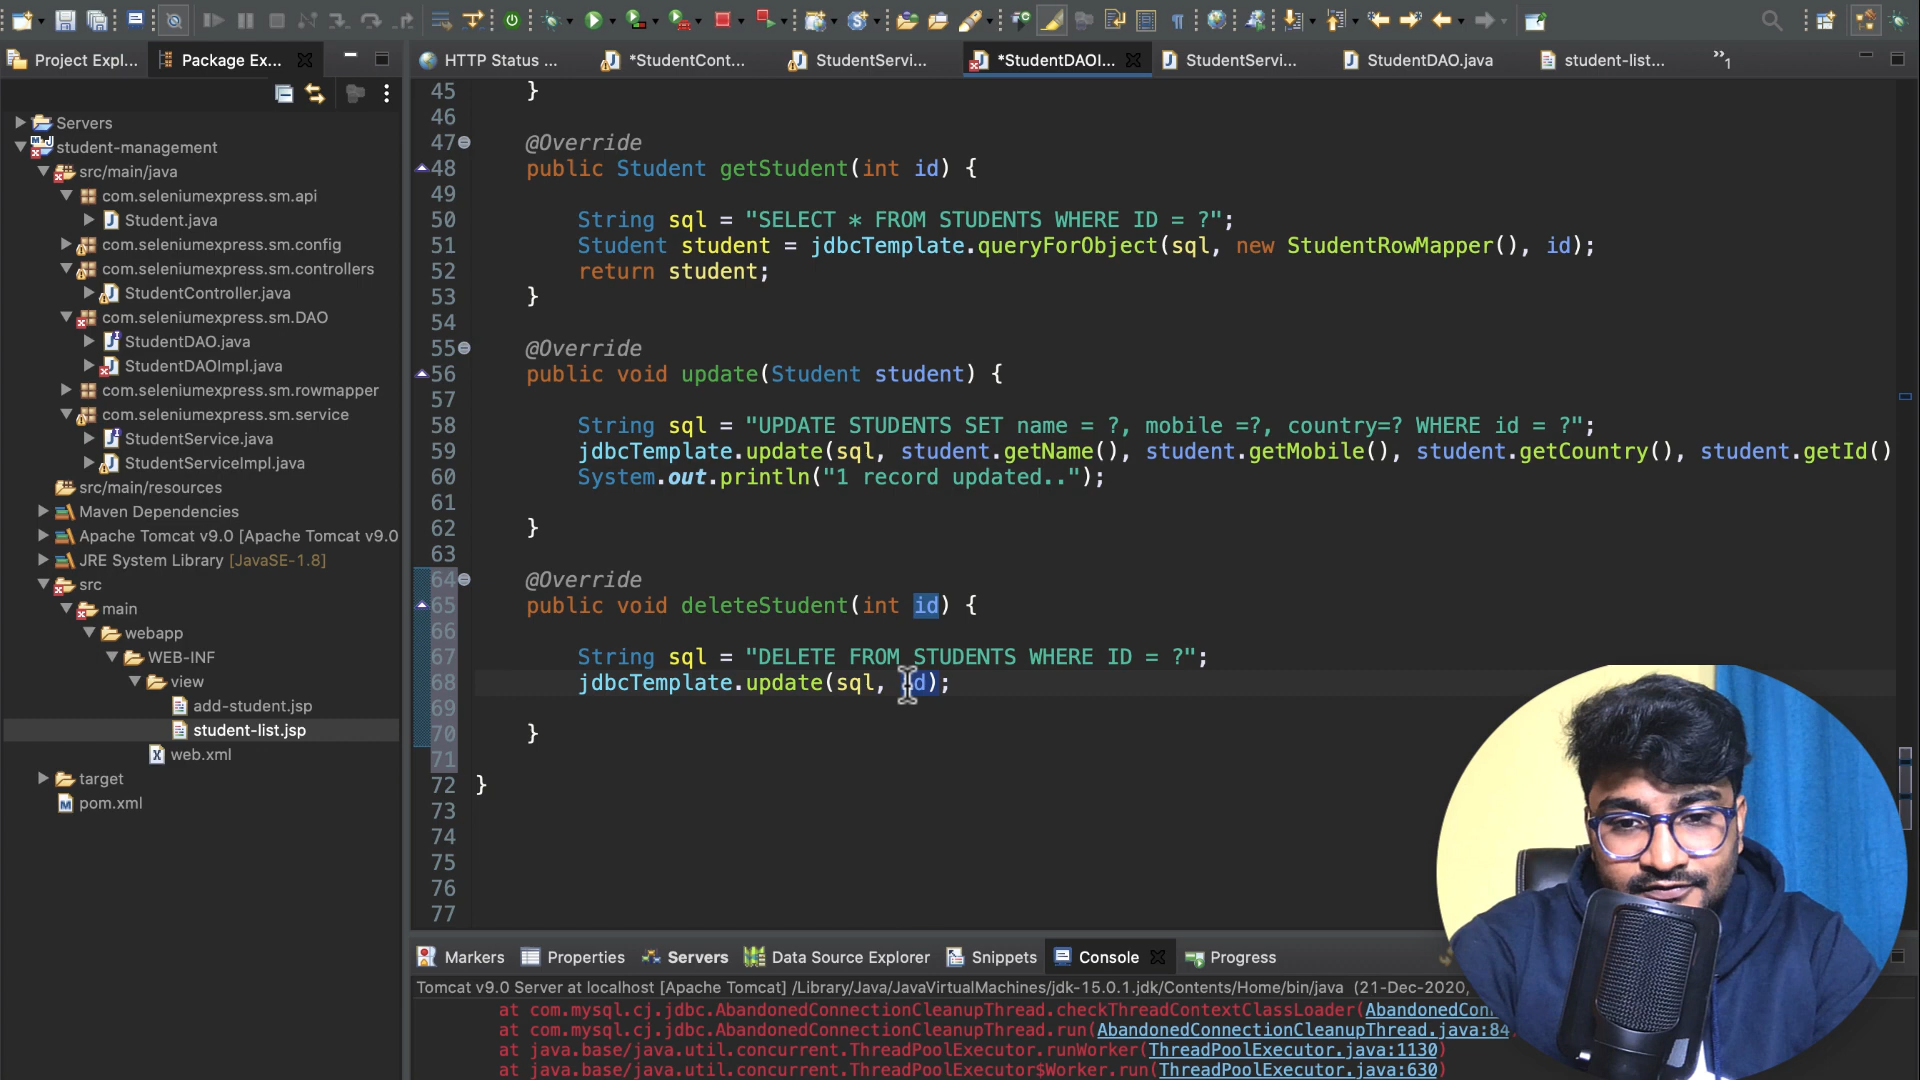 Project Expl...
Package Ex...
HTTP Status ...
*StudentCont...
StudentServi...
*StudentDAOI...
StudentServi...
StudentDAO.java
student-list...
»1
Servers
student-management
src/main/java
com.seleniumexpress.sm.api
Student.java
com.seleniumexpress.sm.config
com.seleniumexpress.sm.controllers
StudentController.java
com.seleniumexpress.sm.DAO
StudentDAO.java
StudentDAOImpl.java
com.seleniumexpress.sm.rowmapper
com.seleniumexpress.sm.service
StudentService.java
StudentServiceImpl.java
src/main/resources
Maven Dependencies
Apache Tomcat v9.0 [Apache Tomcat v9.0
JRE System Library [JavaSE-1.8]
src
main
webapp
WEB-INF
view
add-student.jsp
student-list.jsp
web.xml
target
pom.xml
45 }
46
47 @Override
48 public Student getStudent(int id) {
49
50 String sql = "SELECT * FROM STUDENTS WHERE ID = ?";
51 Student student = jdbcTemplate.queryForObject(sql, new StudentRowMapper(), id);
52 return student;
53 }
54
55 @Override
56 public void update(Student student) {
57
58 String sql = "UPDATE STUDENTS SET name = ?, mobile =?, country=? WHERE id = ?";
59 jdbcTemplate.update(sql, student.getName(), student.getMobile(), student.getCountry(), student.getId()
60 System.out.println("1 record updated..");
61
62 }
63
64 @Override
65 public void deleteStudent(int id) {
66
67 String sql = "DELETE FROM STUDENTS WHERE ID = ?";
68 jdbcTemplate.update(sql, id);
69
70 }
71
72 }
73
74
75
76
77
Markers
Properties
Servers
Data Source Explorer
Snippets
Console
Progress
Tomcat v9.0 Server at localhost [Apache Tomcat] /Library/Java/JavaVirtualMachines/jdk-15.0.1.jdk/Contents/Home/bin/java (21-Dec-2020,
at com.mysql.cj.jdbc.AbandonedConnectionCleanupThread.checkThreadContextClassLoader(AbandonedConn
at com.mysql.cj.jdbc.AbandonedConnectionCleanupThread.run(AbandonedConnectionCleanupThread.java:84
at java.base/java.util.concurrent.ThreadPoolExecutor.runWorker(ThreadPoolExecutor.java:1130)
at java.base/java.util.concurrent.ThreadPoolExecutor$Worker.run(ThreadPoolExecutor.java:630)